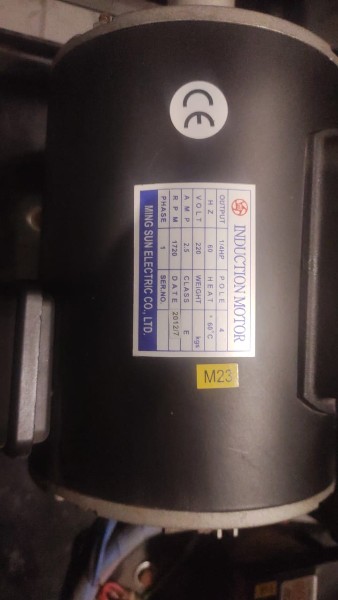 CE
INDUCTION MOTOR
OUTPUT 1/4HP POLE 4
HZ 60 HEAT °60°C
VOLT 220 WEIGHT kgs
AMP 2.5 CLASS E
RPM 1720 DATE 2012/7
PHASE 1 SER.NO.
MING SUN ELECTRIC CO., LTD.
M23